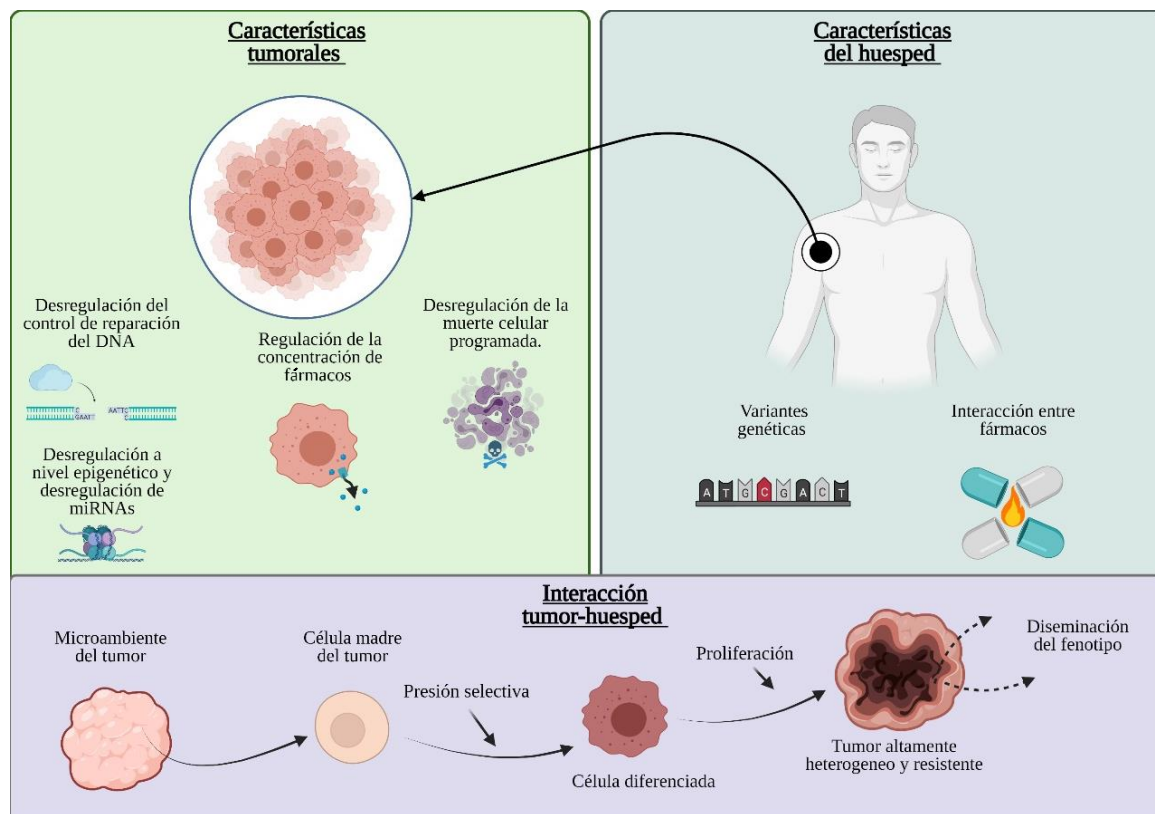 Características
tumorales
Desregulación del
control de reparación
del DNA
C
GAATT
AATTC
C
Desregulación a
nivel epigenético y
desregulación de
miRNAs
Regulación de la
concentración de
fármacos
Desregulación de la
muerte celular
programada.
Características
del huesped
Variantes
genéticas
A T G C G A C T
Interacción entre
fármacos
Interacción
tumor-huesped
Microambiente
del tumor
Célula madre
del tumor
Presión selectiva
Célula diferenciada
Proliferación
Tumor altamente
heterogeneo y resistente
Diseminación
del fenotipo